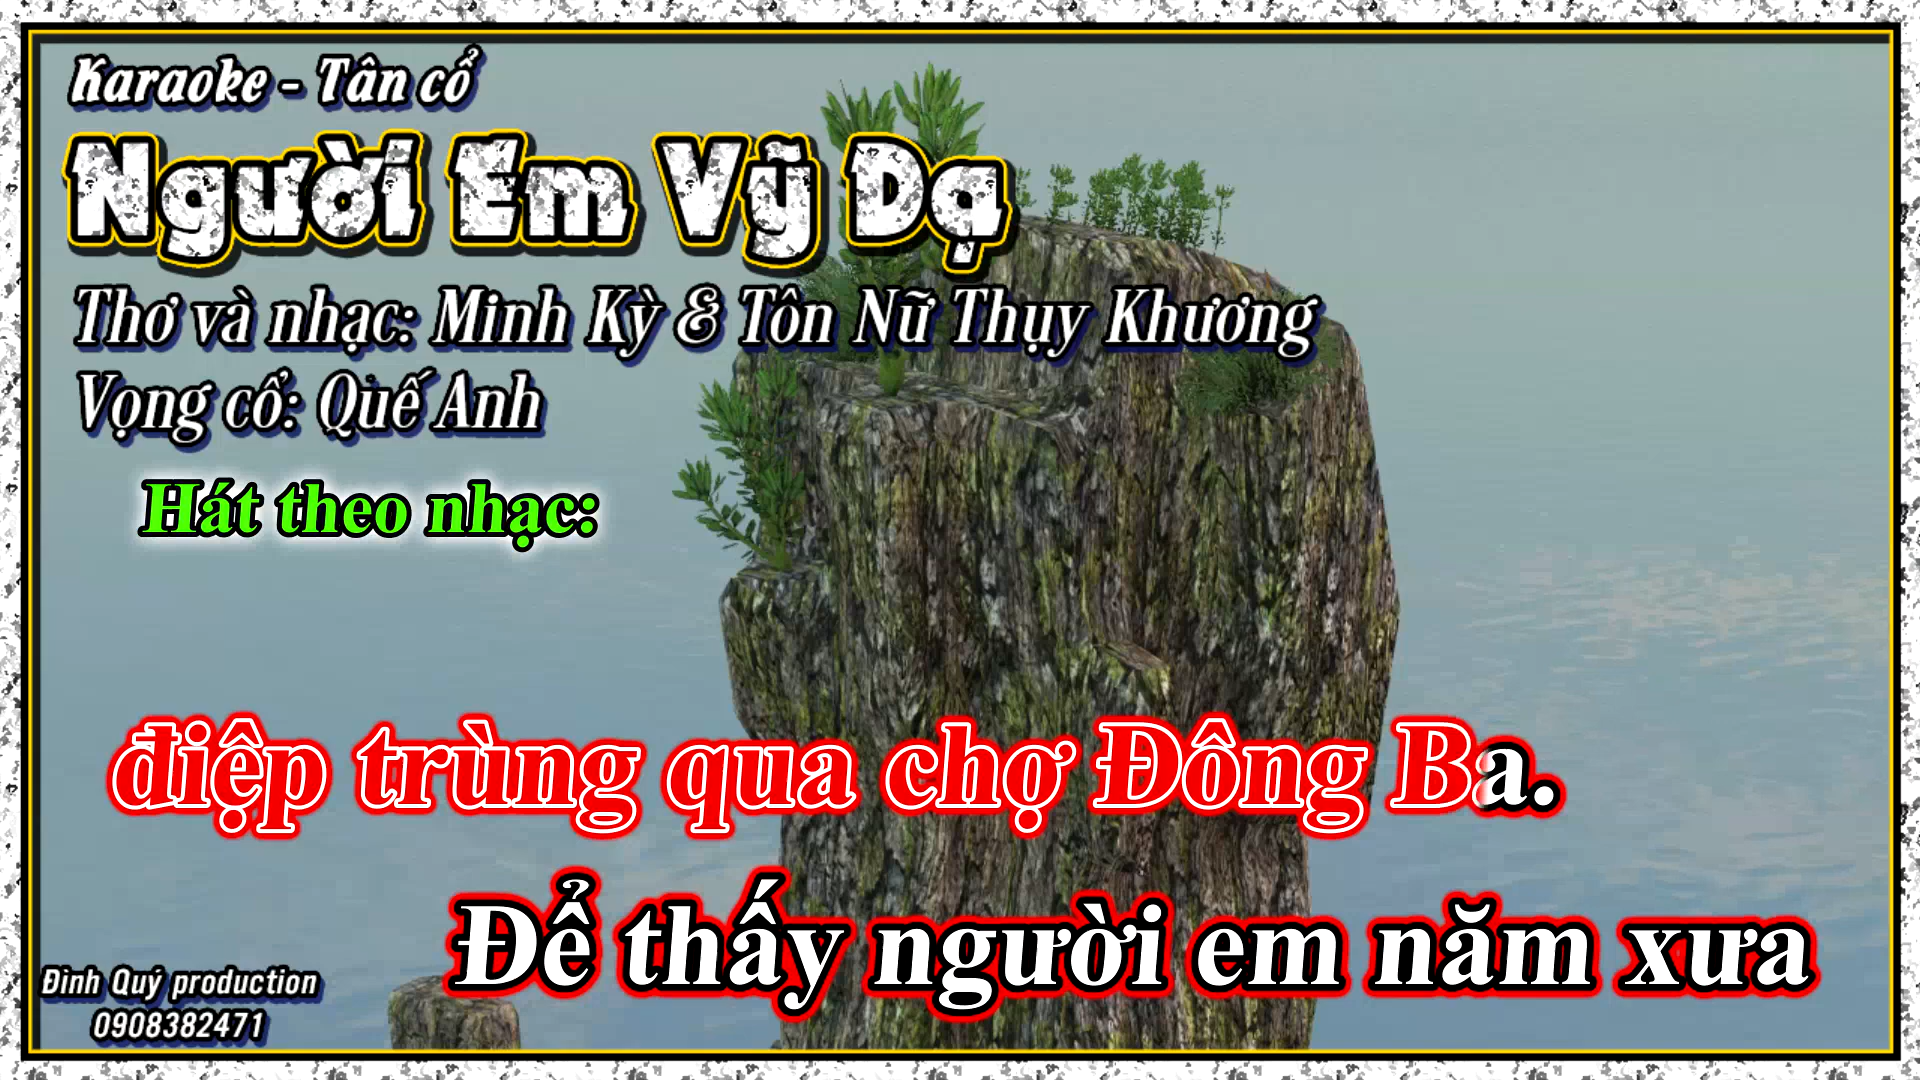 Karaoke - Tân cổ
Người Em Vỹ Dạ
Thơ và nhạc: Minh Kỳ & Tôn Nữ Thụy Khương
Vọng cổ: Quế Anh
Hát theo nhạc:
điệp trùng qua chợ Đông Ba.
Để thấy người em năm xưa
Đình Quý production
0908382471